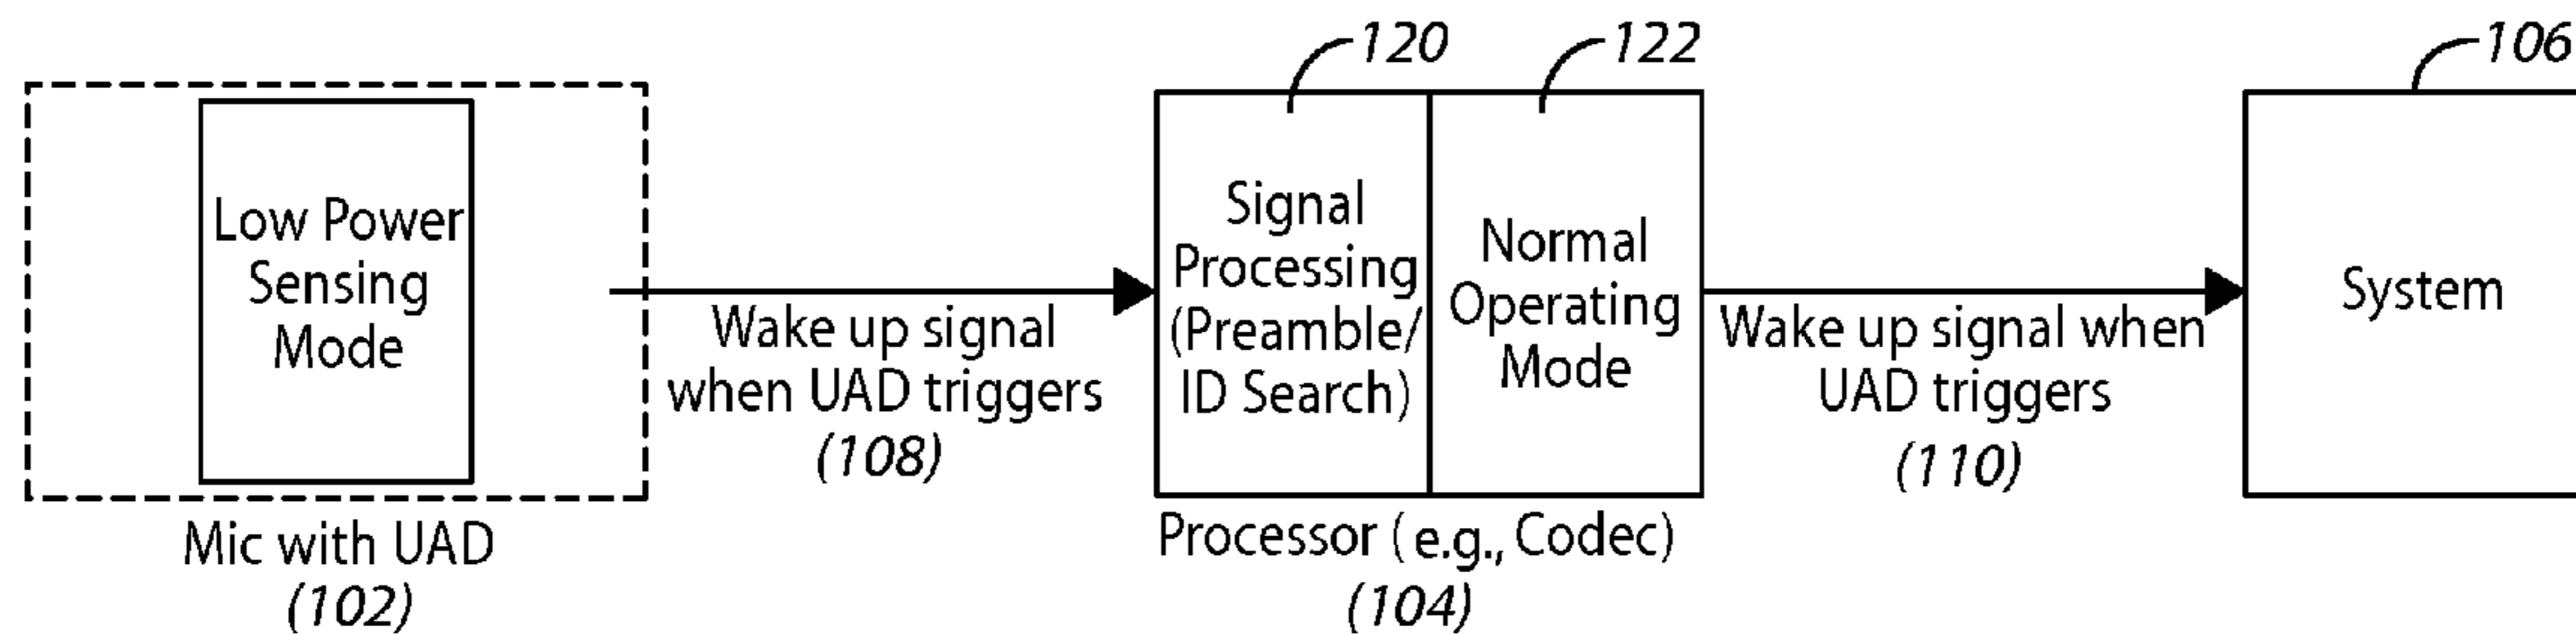 120
122
106
Low Power
Sensing
Mode
Wake up signal
when UAD triggers
(108)
Signal
Processing
(Preamble/
ID Search)
Normal
Operating
Mode
Wake up signal when
UAD triggers
(110)
System
Mic with UAD
(102)
Processor (e.g., Codec)
(104)